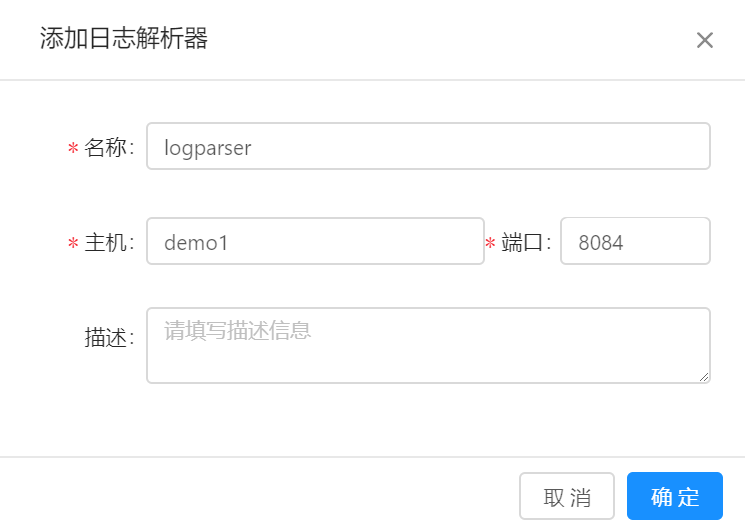 添加日志解析器
* 名称: logparser
* 主机: demo1 * 端口: 8084
描述: 请填写描述信息
取 消 确 定